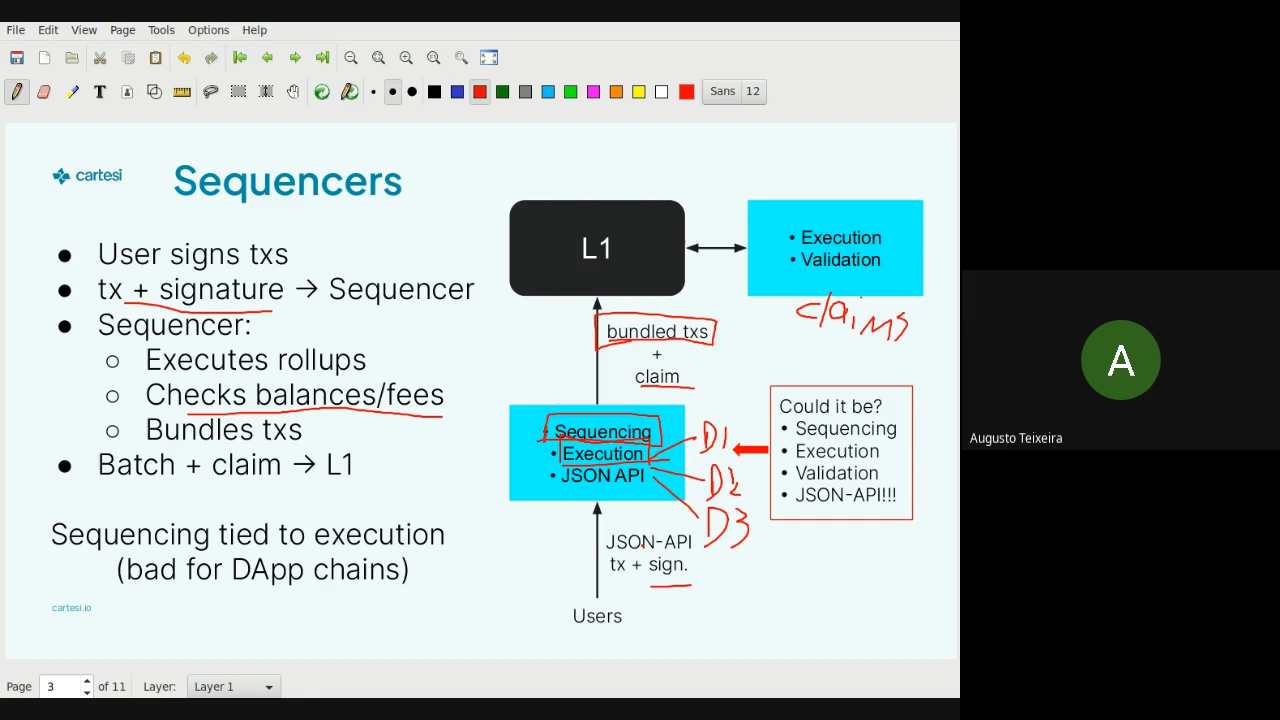 File Edit View Page Tools Options Help
Sans 12
cartesi
Sequencers
● User signs txs
● tx + signature → Sequencer
● Sequencer:
○ Executes rollups
○ Checks balances/fees
○ Bundles txs
● Batch + claim → L1
Sequencing tied to execution
(bad for DApp chains)
cartesi.io
L1
• Execution
• Validation
claims
bundled txs
+
claim
• Sequencing
• Execution
• JSON API
D1
D2
D3
Could it be?
• Sequencing
• Execution
• Validation
• JSON-API!!!
JSON-API
tx + sign.
Users
A
Augusto Teixeira
Page 3 of 11 Layer: Layer 1